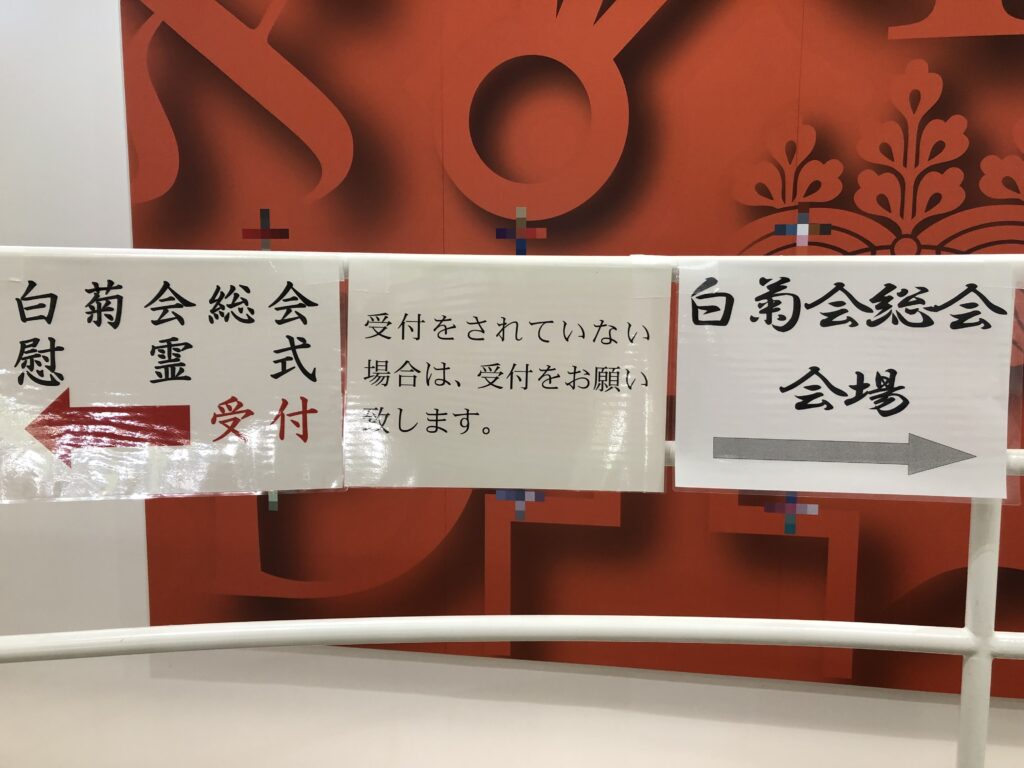 白菊会総会
慰霊式
受付
受付をされていない
場合は、受付をお願い
致します。
白菊会総会
会場